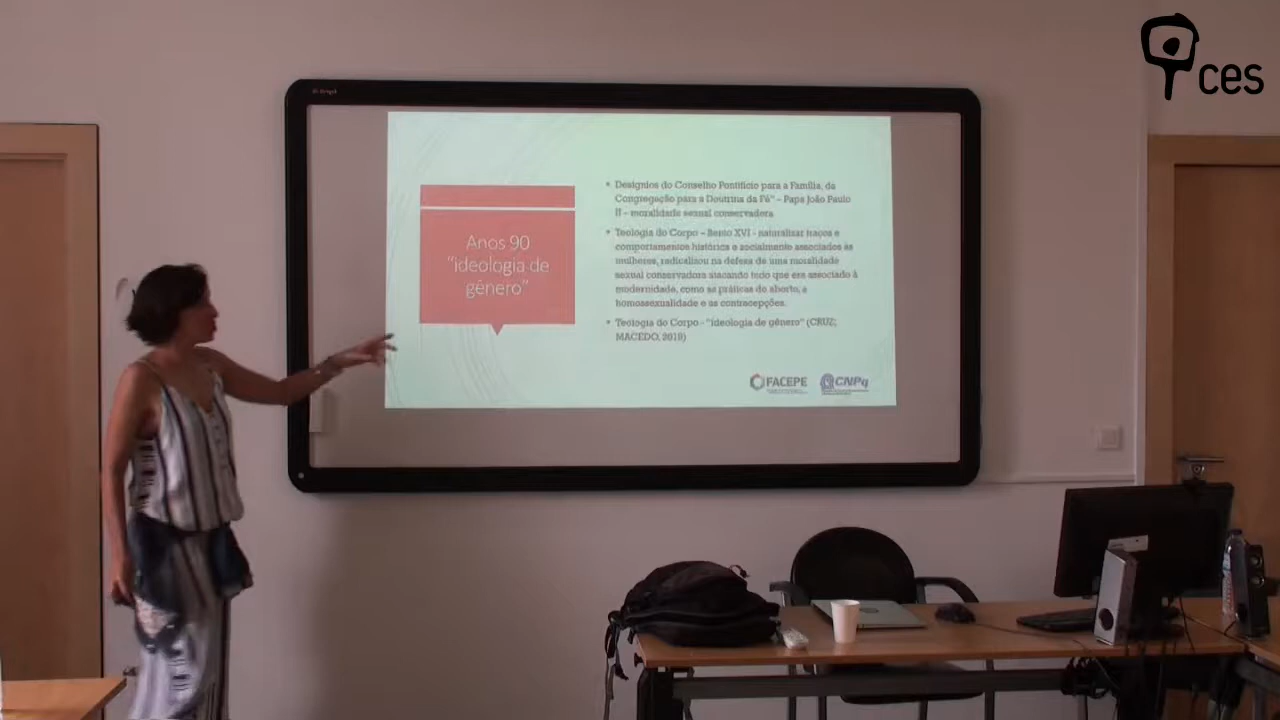 ces
Anos 90
"ideologia de
gênero"
• Desígnios do Conselho Pontifício para a Família, da
Congregação para a Doutrina da Fé" – Papa João Paulo
II – moralidade sexual conservadora
• Teologia do Corpo – Bento XVI - naturalizar traços e
comportamentos histórica e socialmente associados às
mulheres, radicalizou na defesa de uma moralidade
sexual conservadora atacando tudo que era associado à
modernidade, como as práticas do aborto, a
homossexualidade e as contracepções.
• Teologia do Corpo - "ideologia de gênero" (CRUZ;
MACEDO, 2019)
FACEPE
CNPq